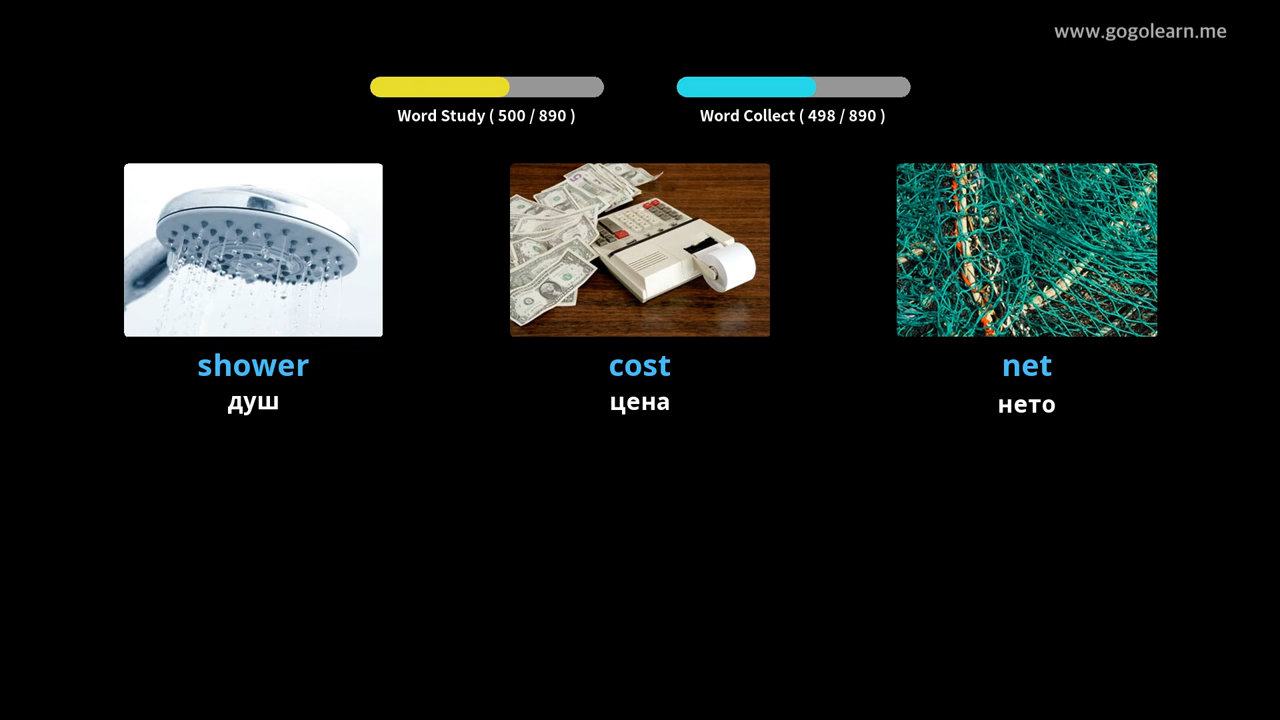 www.gogolearn.me
Word Study ( 500 / 890 )
Word Collect ( 498 / 890 )
shower
душ
cost
цена
net
нето